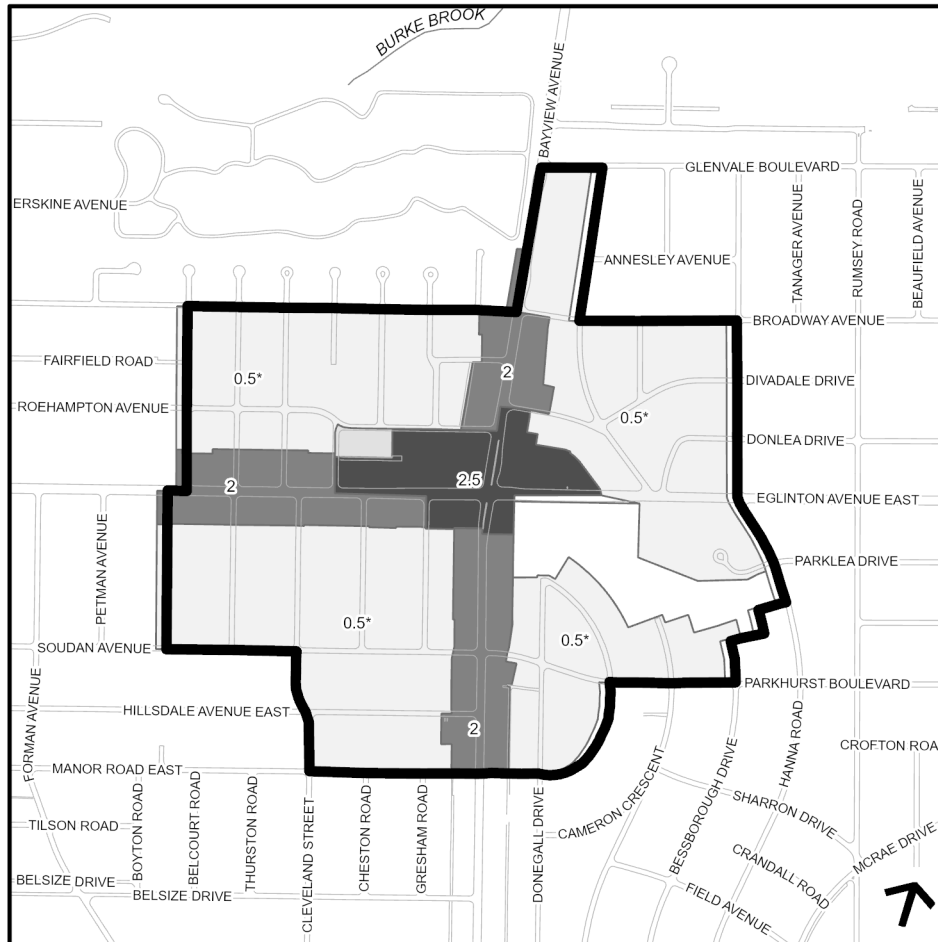 BURKE BROOK
BAYVIEW AVENUE
GLENVALE BOULEVARD
ERSKINE AVENUE
TANAGER AVENUE
RUMSEY ROAD
BEAUFIELD AVENUE
ANNESLEY AVENUE
BROADWAY AVENUE
FAIRFIELD ROAD
2
DIVADALE DRIVE
0.5*
ROEHAMPTON AVENUE
0.5*
DONLEA DRIVE
2.5
2
EGLINTON AVENUE EAST
PETMAN AVENUE
PARKLEA DRIVE
0.5*
0.5*
SOUDAN AVENUE
PARKHURST BOULEVARD
FORMAN AVENUE
HILLSDALE AVENUE EAST
2
HANNA ROAD
CROFTON ROA
MANOR ROAD EAST
BOYTON ROAD
BELCOURT ROAD
THURSTON ROAD
CLEVELAND STREET
CHESTON ROAD
GRESHAM ROAD
DONEGALL DRIVE
CAMERON CRESCENT
BESSBOROUGH DRIVE
SHARRON DRIVE
TILSON ROAD
CRANDALL ROAD
MCRAE DRIVE
BELSIZE DRIVE
BELSIZE DRIVE
FIELD AVENUE